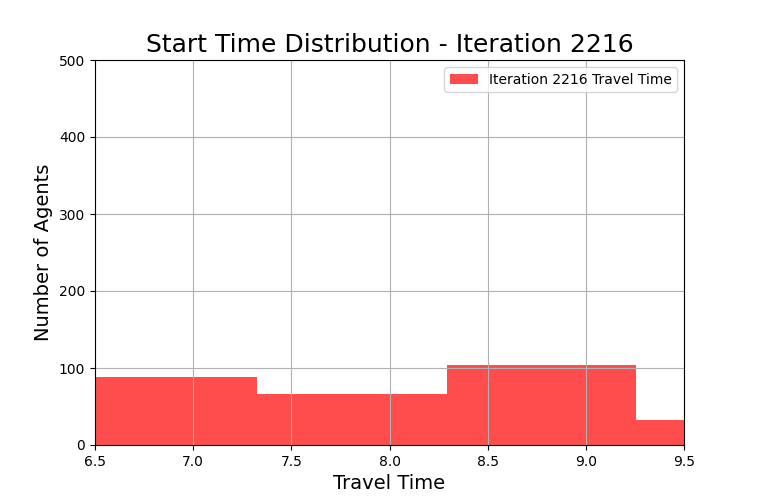 Start Time Distribution - Iteration 2216
500
Iteration 2216 Travel Time
400
300
200
100
0
Number of Agents
6.5 7.0 7.5 8.0 8.5 9.0 9.5
Travel Time